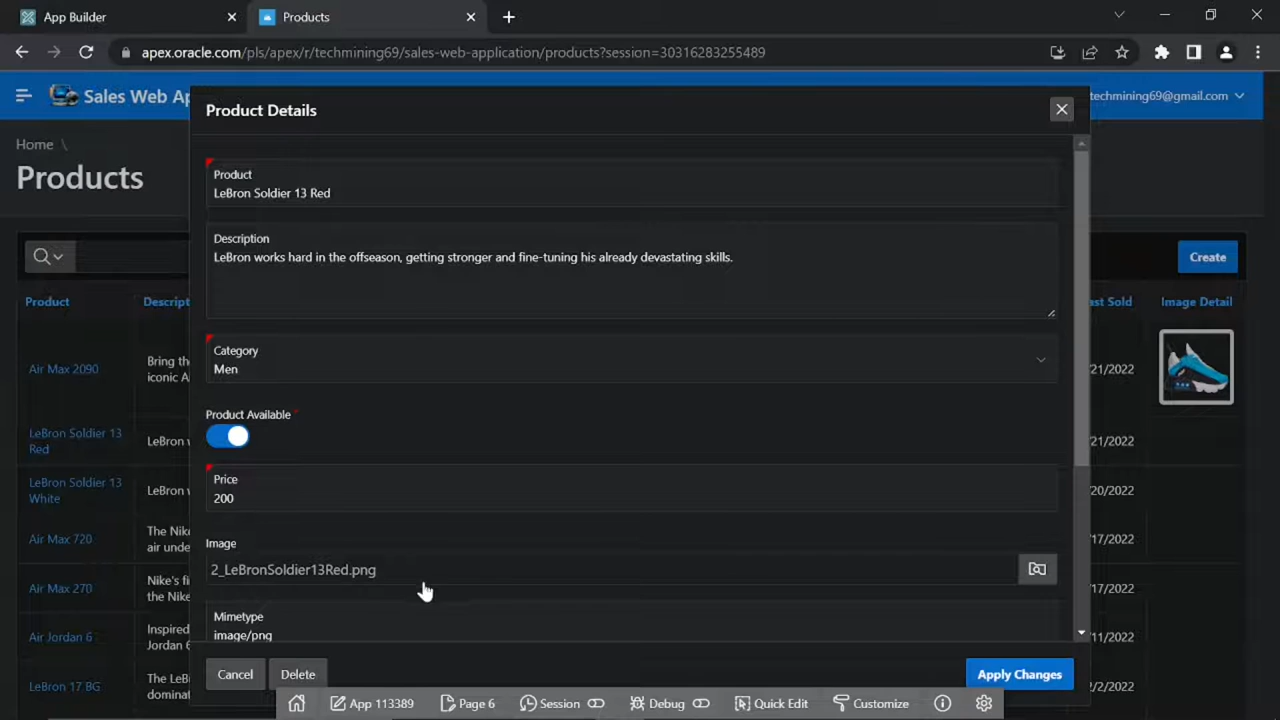 App Builder
Products
apex.oracle.com/pls/apex/r/techmining69/sales-web-application/products?session=30316283255489
Sales Web Ap
techmining69@gmail.com
Home \
Products
Product Details
Product
LeBron Soldier 13 Red
Description
LeBron works hard in the offseason, getting stronger and fine-tuning his already devastating skills.
Category
Men
Product Available
Price
200
Image
2_LeBronSoldier13Red.png
Mimetype
image/png
Cancel
Delete
Apply Changes
Create
Product
Descript
ast Sold
Image Detail
Air Max 2090
Bring the
iconic A
/21/2022
LeBron Soldier 13
Red
LeBron w
/21/2022
LeBron Soldier 13
White
LeBron w
/20/2022
Air Max 720
The Nik
air unde
/17/2022
Air Max 270
Nike's fi
the Nike
/17/2022
Air Jordan 6
Inspired
Jordan 6
/11/2022
LeBron 17 BG
The LeB
dominat
2/2/2022
App 113389
Page 6
Session
Debug
Quick Edit
Customize